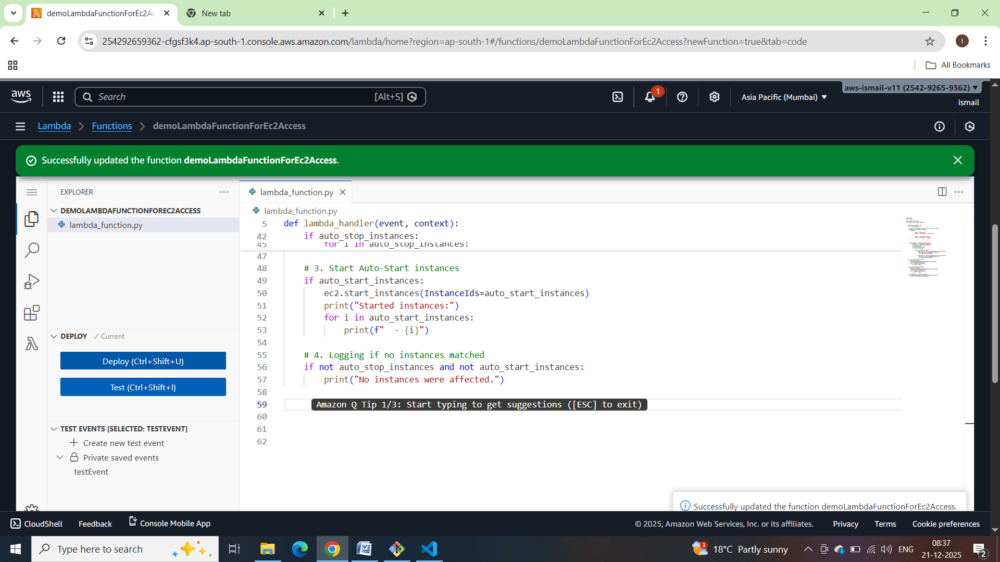 demoLambdaFunctionForEc2Ac
New tab
254292659362-cfgsf3k4.ap-south-1.console.aws.amazon.com/lambda/home?region=ap-south-1#/functions/demoLambdaFunctionForEc2Access?newFunction=true&tab=code
I
All Bookmarks
aws
Search
[Alt+S]
1
Asia Pacific (Mumbai)
aws-ismail-v11 (2542-9265-9362)
ismail
Lambda
Functions
demoLambdaFunctionForEc2Access
Successfully updated the function demoLambdaFunctionForEc2Access.
EXPLORER
DEMOLAMBDAFUNCTIONFOREC2ACCESS
lambda_function.py
DEPLOY
Current
Deploy (Ctrl+Shift+U)
Test (Ctrl+Shift+I)
TEST EVENTS [SELECTED: TESTEVENT]
Create new test event
Private saved events
testEvent
lambda_function.py
lambda_function.py
5 def lambda_handler(event, context):
42 if auto_stop_instances:
45 for i in auto_stop_instances:
47
48 # 3. Start Auto-Start instances
49 if auto_start_instances:
50 ec2.start_instances(InstanceIds=auto_start_instances)
51 print("Started instances:")
52 for i in auto_start_instances:
53 print(f"  - {i}")
54
55 # 4. Logging if no instances matched
56 if not auto_stop_instances and not auto_start_instances:
57 print("No instances were affected.")
58
59 Amazon Q Tip 1/3: Start typing to get suggestions ([ESC] to exit)
60
61
62
Successfully updated the function demoLambdaFunctionForEc2Access.
CloudShell
Feedback
Console Mobile App
© 2025, Amazon Web Services, Inc. or its affiliates.
Privacy
Terms
Cookie preferences
Type here to search
3
18°C Partly sunny
ENG
08:37
21-12-2025
2